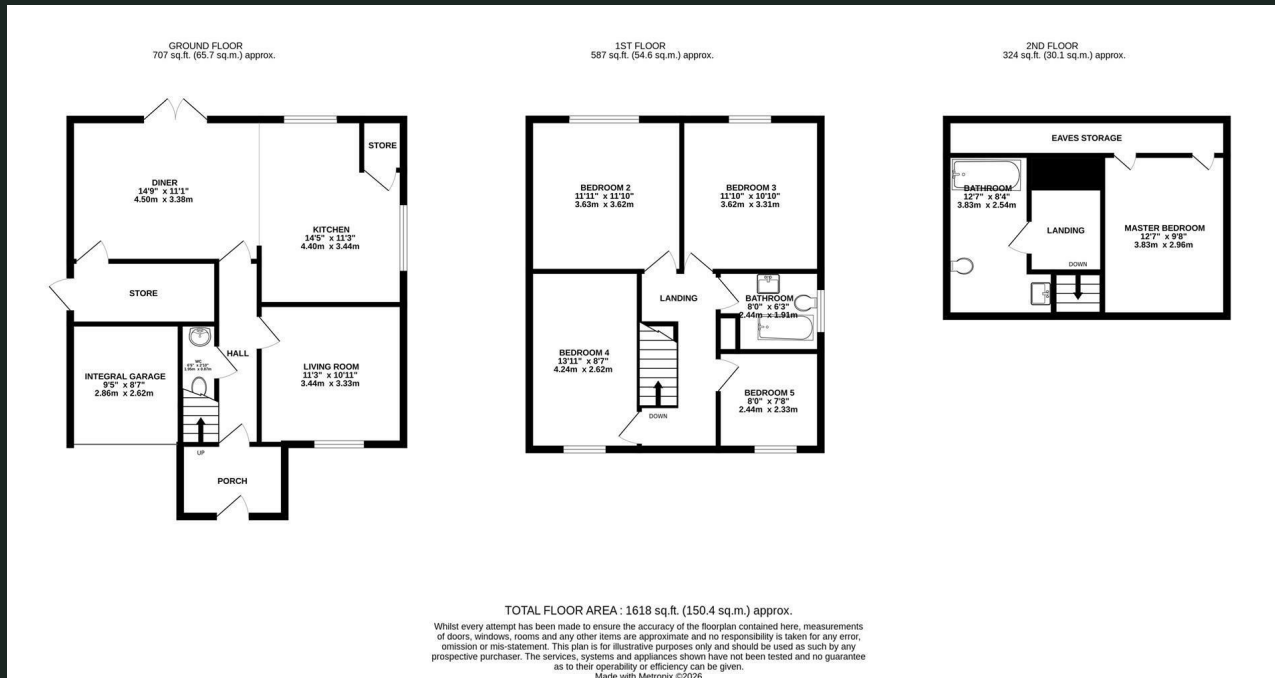 GROUND FLOOR
707 sq.ft. (65.7 sq.m.) approx.
STORE
DINER
14'9" x 11'1"
4.50m x 3.38m
KITCHEN
14'5" x 11'3"
4.40m x 3.44m
STORE
HALL
WC
LIVING ROOM
11'3" x 10'11"
3.44m x 3.33m
INTEGRAL GARAGE
9'5" x 8'7"
2.86m x 2.62m
UP
PORCH
1ST FLOOR
587 sq.ft. (54.6 sq.m.) approx.
BEDROOM 2
11'11" x 11'10"
3.63m x 3.62m
BEDROOM 3
11'10" x 10'10"
3.62m x 3.31m
LANDING
BATHROOM
8'0" x 6'3"
2.44m x 1.91m
BEDROOM 4
13'11" x 8'7"
4.24m x 2.62m
BEDROOM 5
8'0" x 7'8"
2.44m x 2.33m
DOWN
2ND FLOOR
324 sq.ft. (30.1 sq.m.) approx.
EAVES STORAGE
BATHROOM
12'7" x 8'4"
3.83m x 2.54m
LANDING
MASTER BEDROOM
12'7" x 9'8"
3.83m x 2.96m
DOWN
TOTAL FLOOR AREA : 1618 sq.ft. (150.4 sq.m.) approx.
Whilst every attempt has been made to ensure the accuracy of the floorplan contained here, measurements
of doors, windows, rooms and any other items are approximate and no responsibility is taken for any error,
omission or mis-statement. This plan is for illustrative purposes only and should be used as such by any
prospective purchaser. The services, systems and appliances shown have not been tested and no guarantee
as to their operability or efficiency can be given.
Made with Metropix ©2026